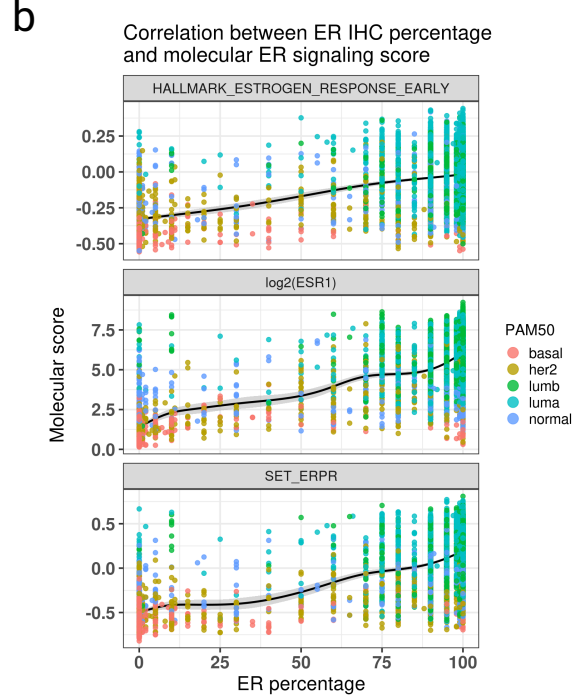 b
Correlation between ER IHC percentage
and molecular ER signaling score
HALLMARK_ESTROGEN_RESPONSE_EARLY
0.25
0.00
-0.25
-0.50
log2(ESR1)
7.5
5.0
2.5
0.0
SET_ERPR
0.5
0.0
-0.5
0 25 50 75 100
ER percentage
Molecular score
PAM50
basal
her2
lumb
luma
normal